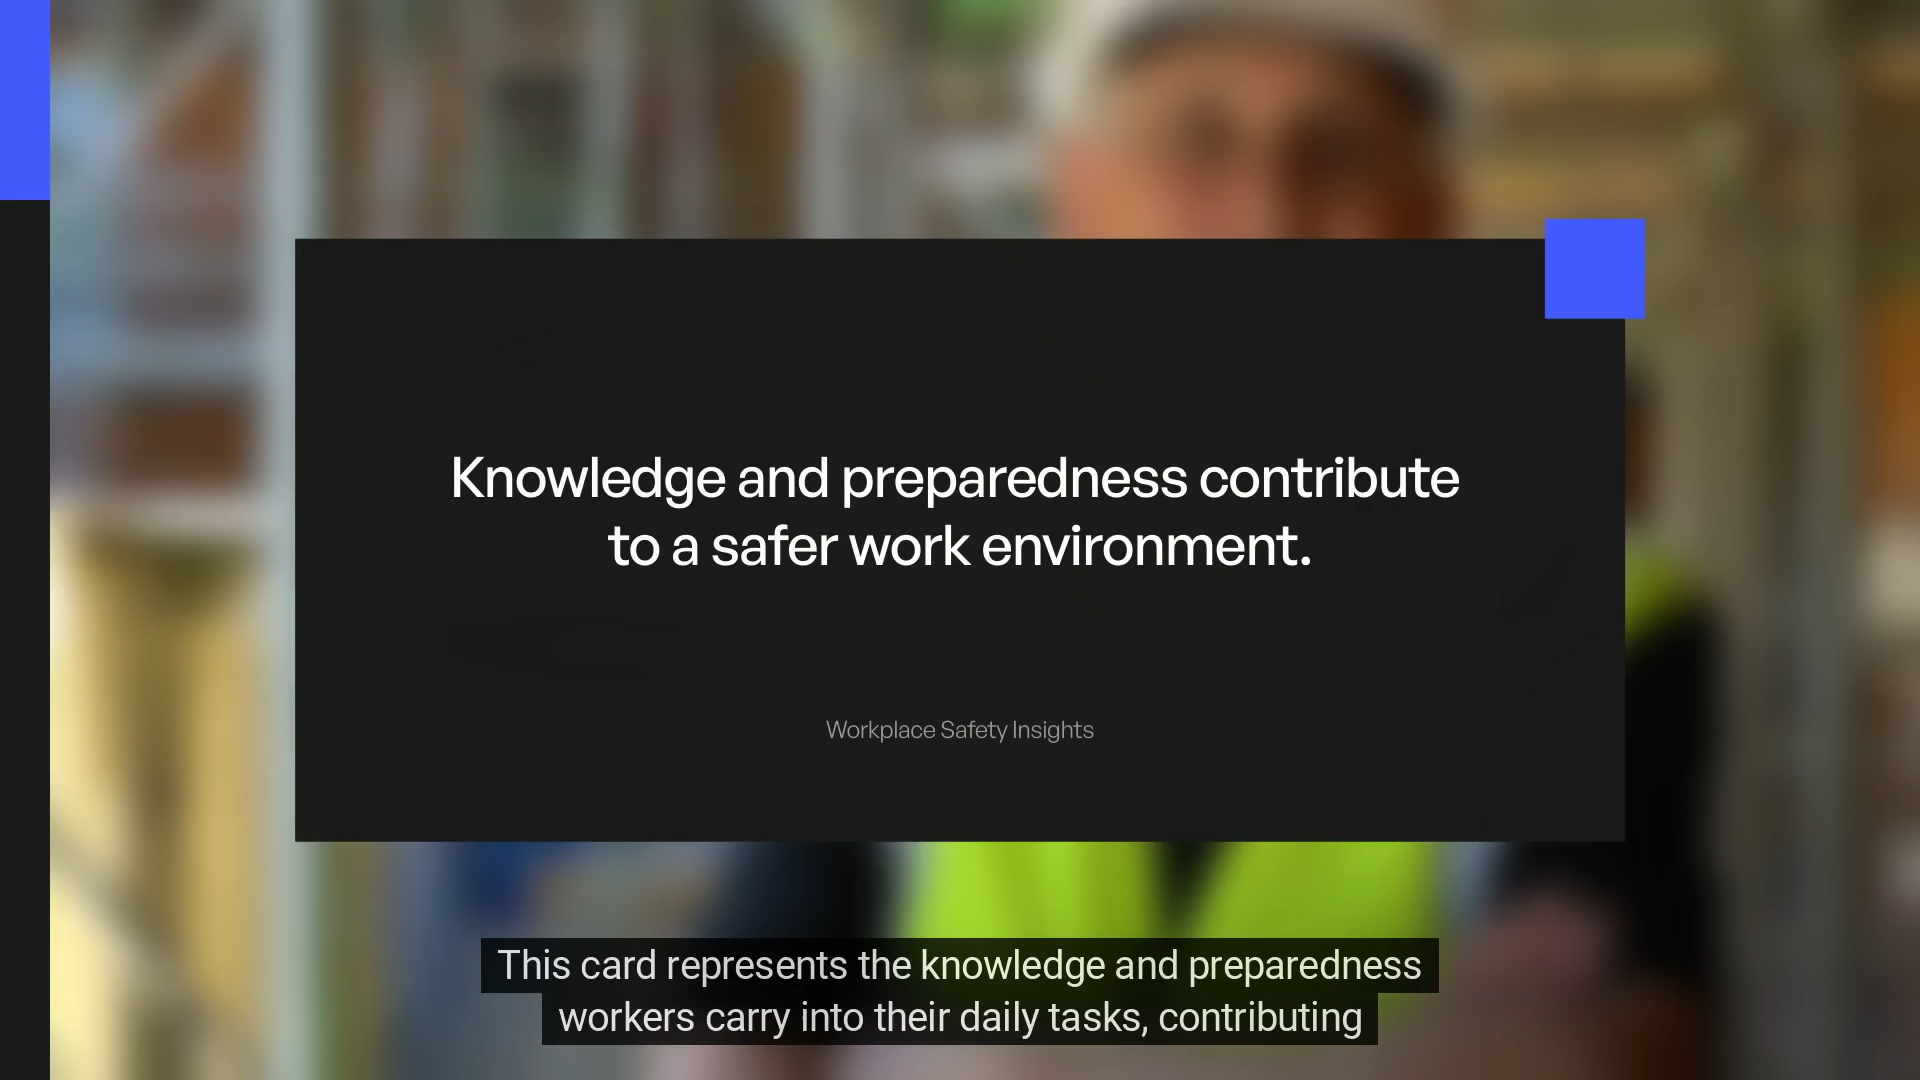 Knowledge and preparedness contribute
to a safer work environment.
Workplace Safety Insights
This card represents the knowledge and preparedness
workers carry into their daily tasks, contributing